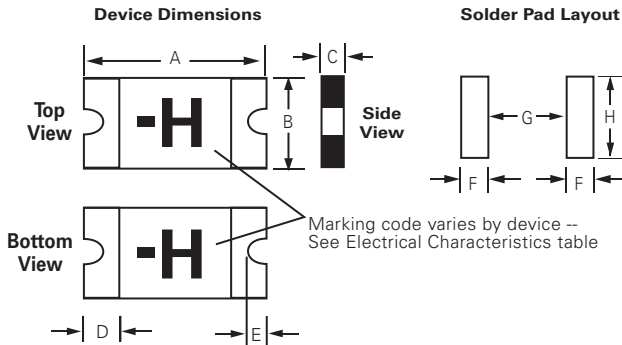 Device Dimensions
Solder Pad Layout
A
C
Top
View
-H
B
Side
View
G
H
F
F
Marking code varies by device --
See Electrical Characteristics table
Bottom
View
-H
D
E